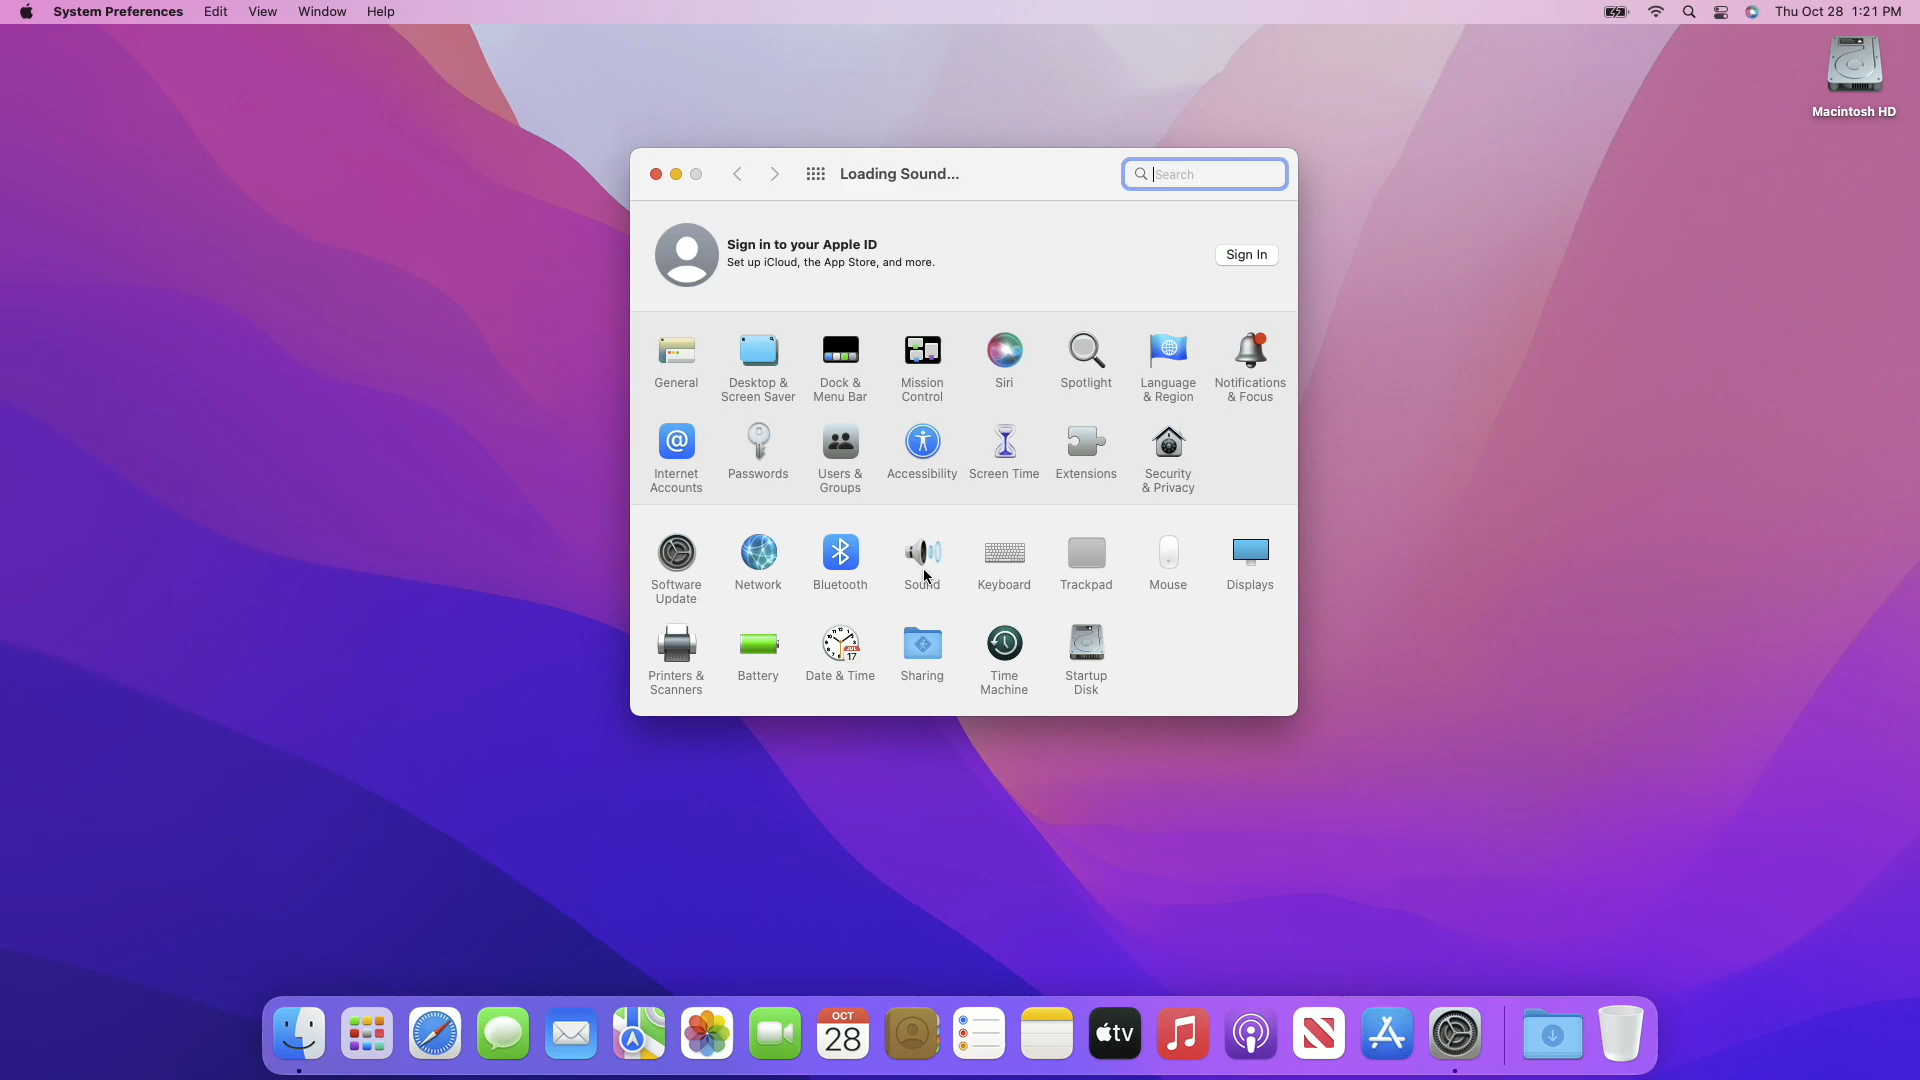 System Preferences Edit View Window Help Thu Oct 28 1:21 PM
Macintosh HD
Loading Sound...
Search
Sign in to your Apple ID
Set up iCloud, the App Store, and more.
Sign In
General
Desktop &
Screen Saver
Dock &
Menu Bar
Mission
Control
Siri
Spotlight
Language
& Region
Notifications
& Focus
Internet
Accounts
Passwords
Users &
Groups
Accessibility
Screen Time
Extensions
Security
& Privacy
Software
Update
Network
Bluetooth
Sound
Keyboard
Trackpad
Mouse
Displays
Printers &
Scanners
JUL
17
Battery
Date & Time
Sharing
Time
Machine
Startup
Disk
OCT
28
tv